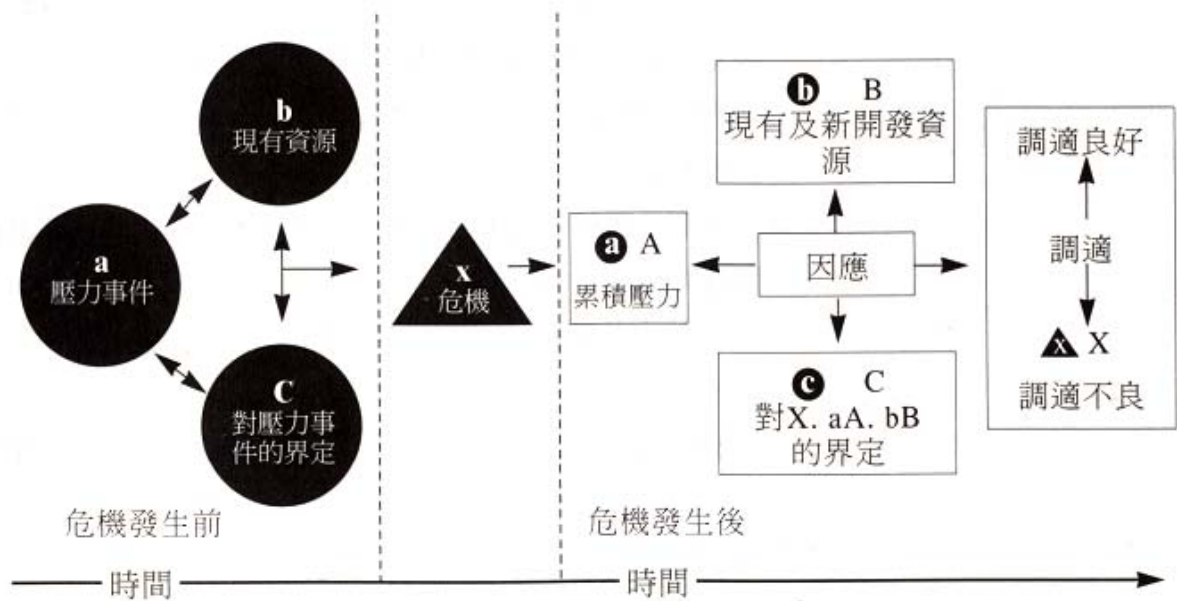 b
現有資源
a
壓力事件
C
對壓力事
件的界定
危機發生前
x
危機
a A
累積壓力
b B
現有及新開發資
源
因應
c C
對X. aA. bB
的界定
調適良好
調適
x X
調適不良
危機發生後
時間
時間